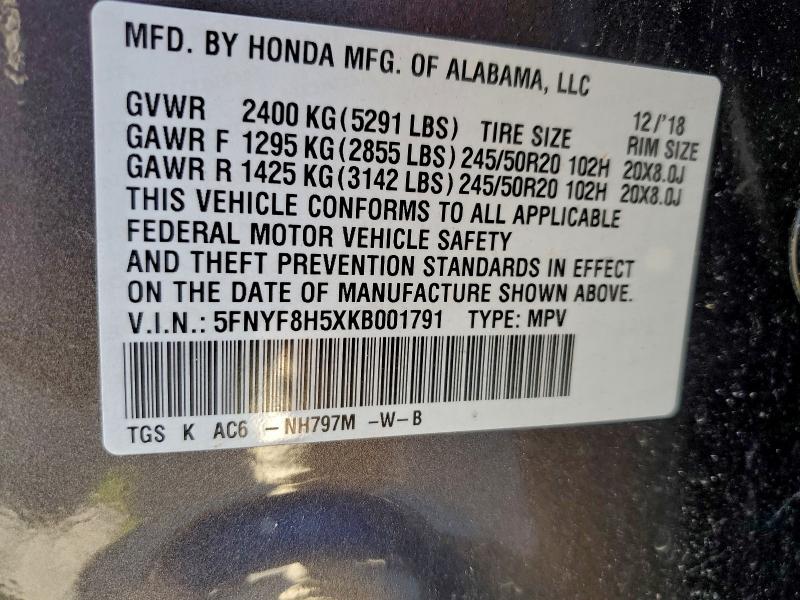 MFD. BY HONDA MFG. OF ALABAMA, LLC
GVWR 2400 KG(5291 LBS) TIRE SIZE 12/'18 RIM SIZE
GAWR F 1295 KG(2855 LBS) 245/50R20 102H 20X8.0J
GAWR R 1425 KG(3142 LBS) 245/50R20 102H 20X8.0J
THIS VEHICLE CONFORMS TO ALL APPLICABLE
FEDERAL MOTOR VEHICLE SAFETY
AND THEFT PREVENTION STANDARDS IN EFFECT
ON THE DATE OF MANUFACTURE SHOWN ABOVE.
V.I.N.: 5FNYF8H5XKB001791 TYPE: MPV
TGS K AC6 -NH797M -W-B